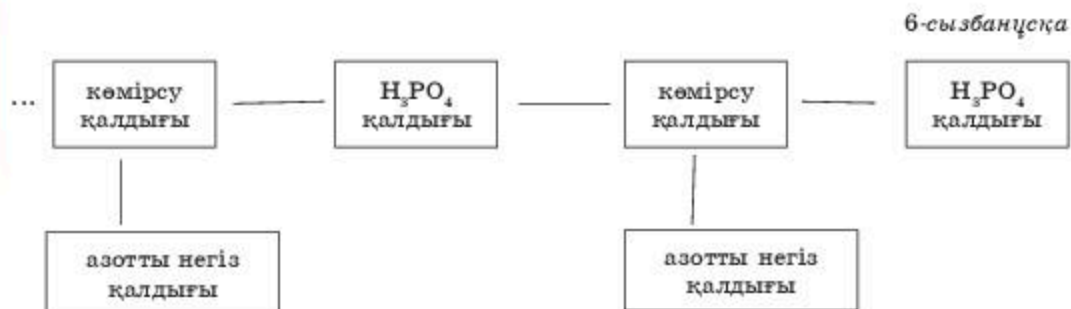 6-сызбанұсқа
... көмірсу қалдығы
H₃PO₄ қалдығы
көмірсу қалдығы
H₃PO₄ қалдығы
азотты негіз қалдығы
азотты негіз қалдығы